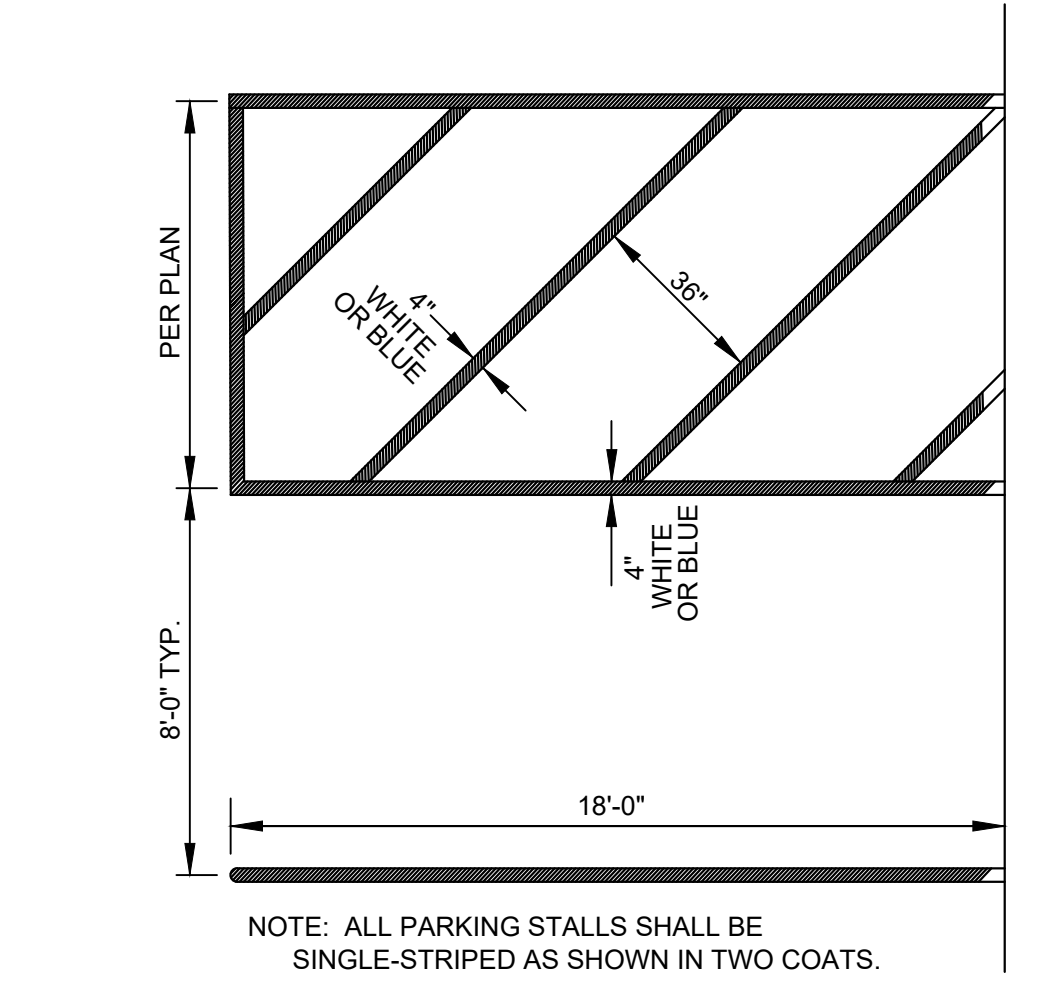 PER PLAN
4"
WHITE
OR BLUE
36"
4"
WHITE
OR BLUE
8'-0" TYP.
18'-0"
NOTE: ALL PARKING STALLS SHALL BE
SINGLE-STRIPED AS SHOWN IN TWO COATS.